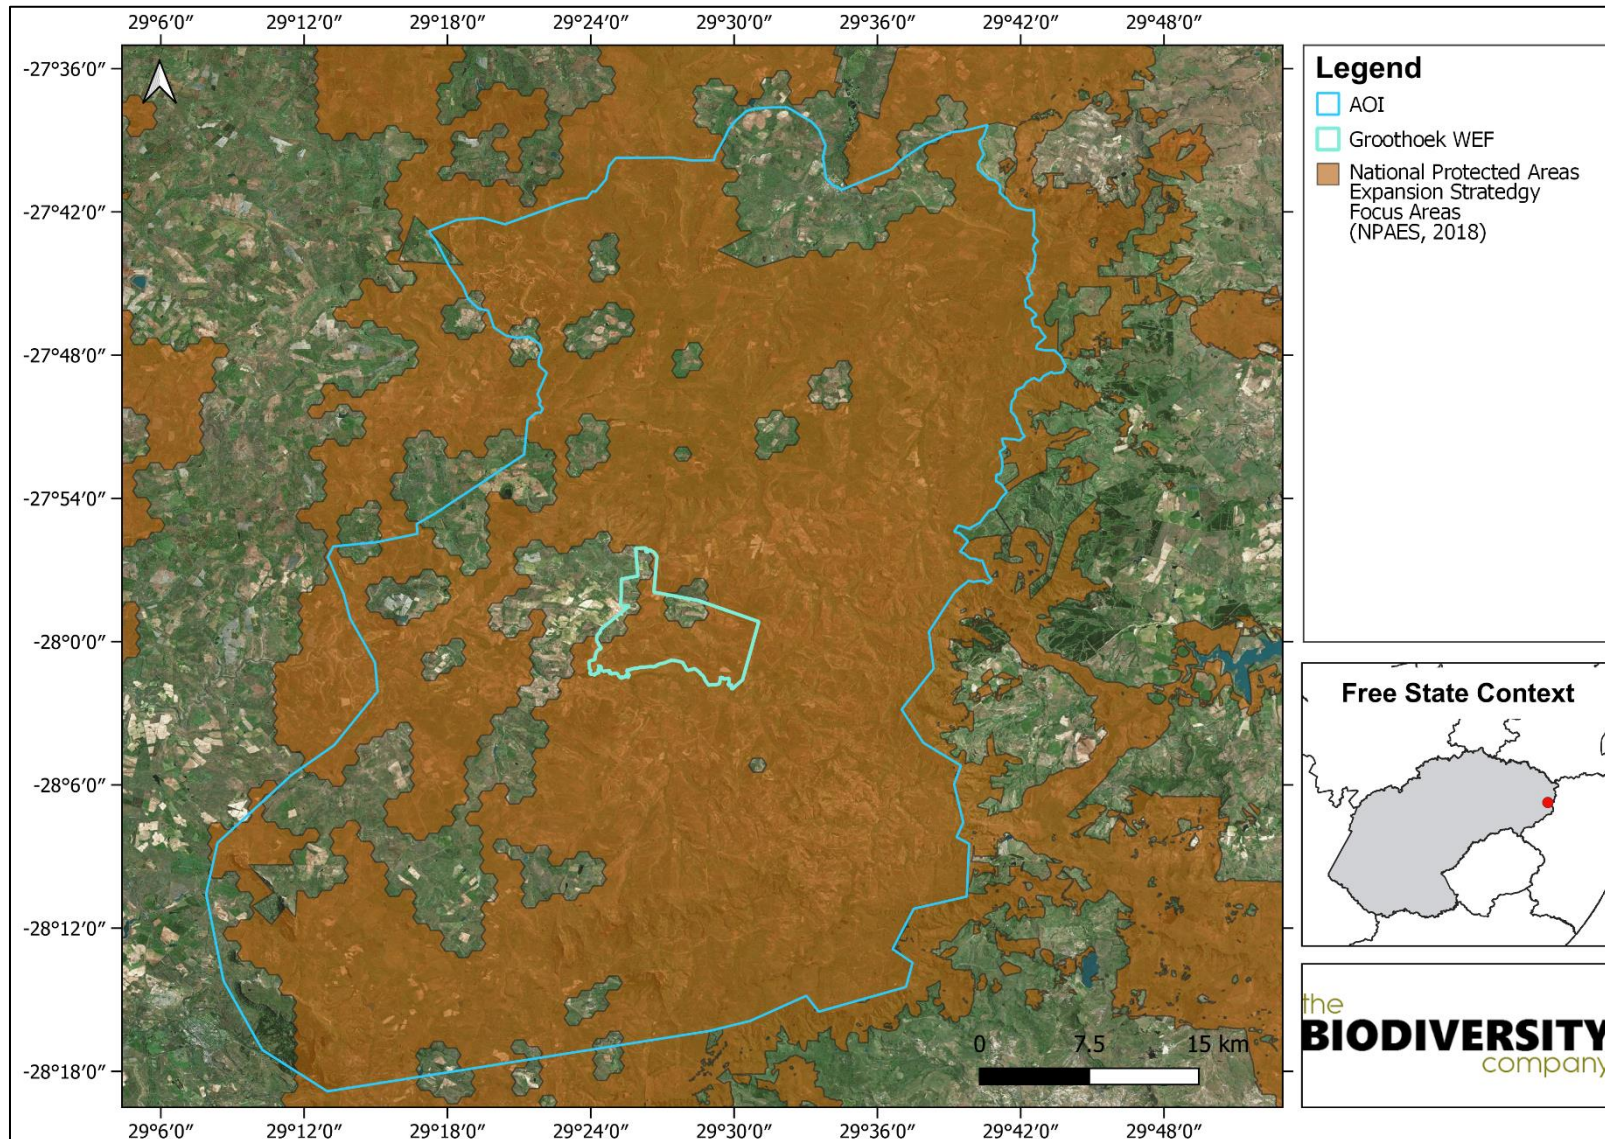 29°6′0″ 29°12′0″ 29°18′0″ 29°24′0″ 29°30′0″ 29°36′0″ 29°42′0″ 29°48′0″
-27°36′0″
-27°42′0″
-27°48′0″
-27°54′0″
-28°0′0″
-28°6′0″
-28°12′0″
-28°18′0″
0 7.5 15 km
29°6′0″ 29°12′0″ 29°18′0″ 29°24′0″ 29°30′0″ 29°36′0″ 29°42′0″ 29°48′0″
Legend
AOI
Groothoek WEF
National Protected Areas
Expansion Stratedgy
Focus Areas
(NPAES, 2018)
Free State Context
the
BIODIVERSITY
company